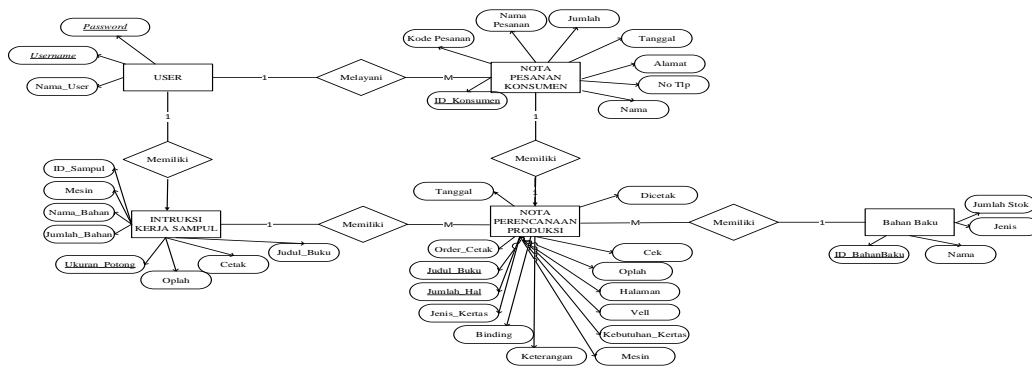 Password
Username
Nama_User
USER
1
Melayani
M
Kode Pesanan
Nama
Pesanan
Jumlah
Tanggal
Alamat
No Tlp
Nama
NOTA
PESANAN
KONSUMEN
ID_Konsumen
1
Memiliki
1
Memiliki
1
ID_Sampul
Mesin
Nama_Bahan
Jumlah_Bahan
INTRUKSI
KERJA SAMPUL
Ukuran_Potong
Oplah
Cetak
Judul_Buku
1
Memiliki
M
Tanggal
Dicetak
NOTA
PERENCANAAN
PRODUKSI
M
Memiliki
1
Bahan Baku
Jumlah Stok
Jenis
ID_BahanBaku
Nama
Order_Cetak
Judul_Buku
Jumlah_Hal
Jenis_Kertas
Binding
Keterangan
Cek
Oplah
Halaman
Vell
Kebutuhan_Kertas
Mesin